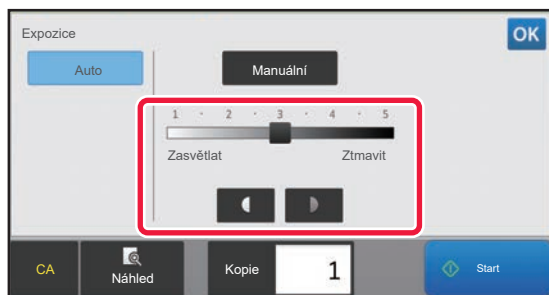 Expozice
OK
Auto
Manuální
1 · 2 · 3 · 4 · 5
Zasvětlat
Ztmavit
CA
Náhled
Kopie
1
Start